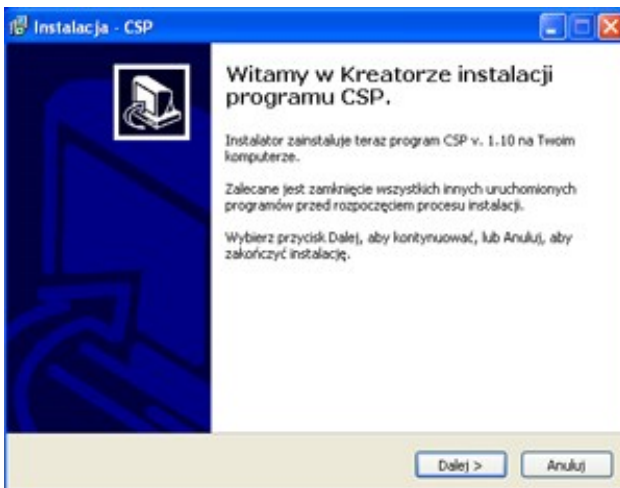 Instalacja - CSP
Witamy w Kreatorze instalacji
programu CSP.
Instalator zainstaluje teraz program CSP v. 1.10 na Twoim
komputerze.
Zalecane jest zamknięcie wszystkich innych uruchomionych
programów przed rozpoczęciem procesu instalacji.
Wybierz przycisk Dalej, aby kontynuować, lub Anuluj, aby
zakończyć instalację.
Dalej >
Anuluj